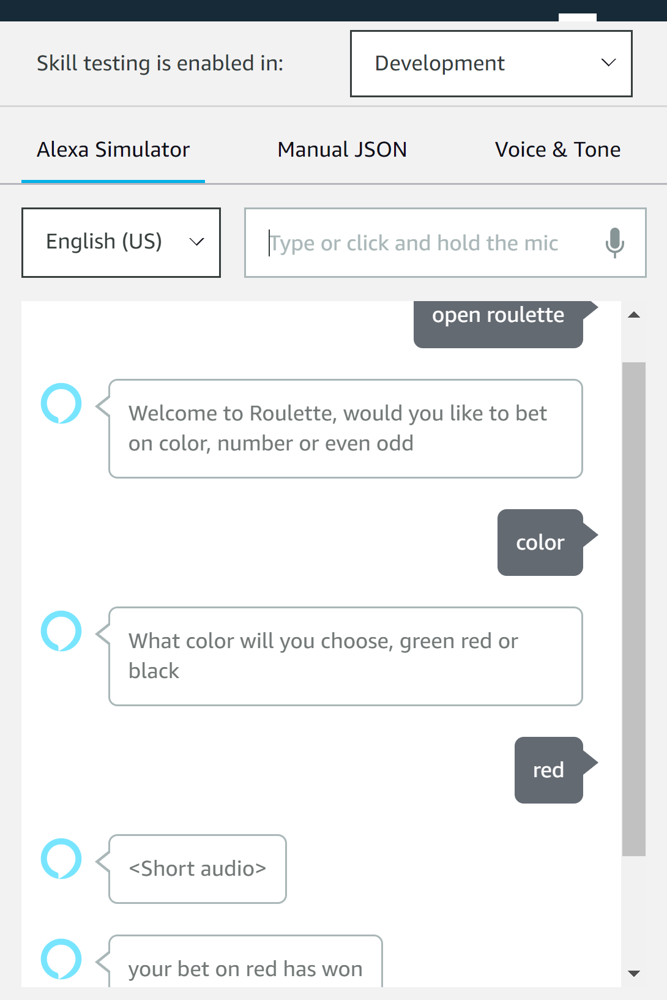 Skill testing is enabled in:
Development
Alexa Simulator
Manual JSON
Voice & Tone
English (US)
Type or click and hold the mic
open roulette
Welcome to Roulette, would you like to bet
on color, number or even odd
color
What color will you choose, green red or
black
red
<Short audio>
your bet on red has won